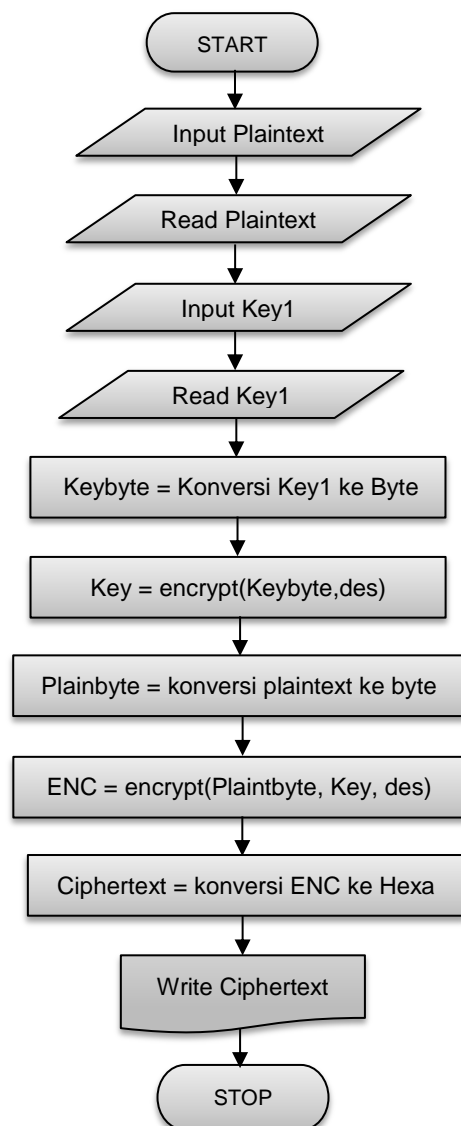 START
Input Plaintext
Read Plaintext
Input Key1
Read Key1
Keybyte = Konversi Key1 ke Byte
Key = encrypt(Keybyte,des)
Plainbyte = konversi plaintext ke byte
ENC = encrypt(Plaintbyte, Key, des)
Ciphertext = konversi ENC ke Hexa
Write Ciphertext
STOP